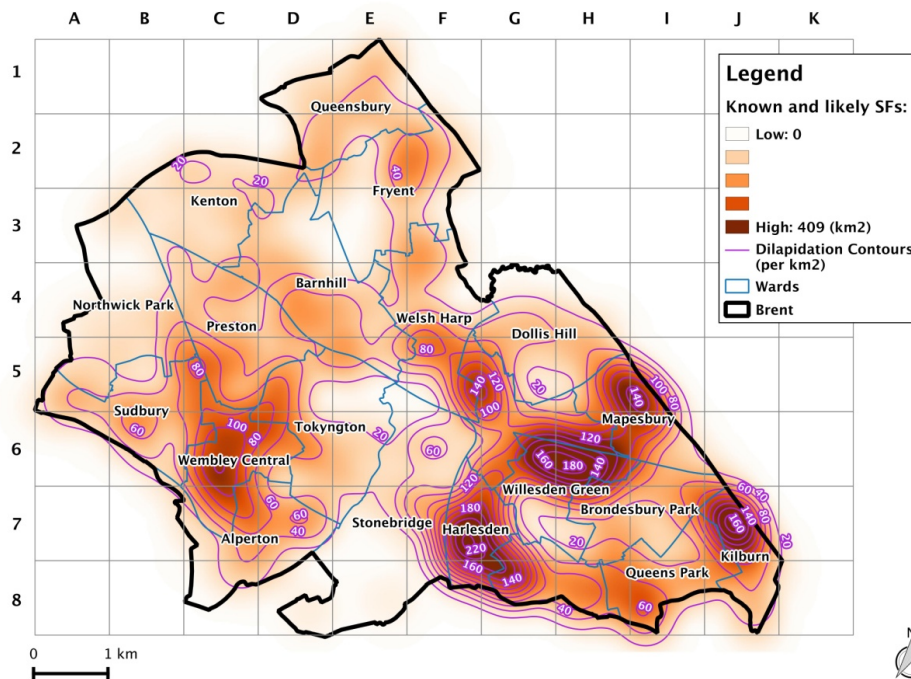 A B C D E F G H I J K
1
2
3
4
5
6
7
8
Legend
Known and likely SFs:
Low: 0
High: 409 (km2)
Dilapidation Contours
(per km2)
Wards
Brent
Queensbury
20
20
40
Fryent
Kenton
Barnhill
Northwick Park
Preston
Welsh Harp
Dollis Hill
80
80
140
120
20
100
140
100
80
Mapesbury
Sudbury
60
100
80
Tokyngton
20
60
120
160
180
140
Wembley Central
120
Willesden Green
60
60
40
Stonebridge
180
Harlesden
220
160
140
Brondesbury Park
20
60
40
80
140
160
20
Kilburn
Alperton
Queens Park
40
60
0 1 km
N